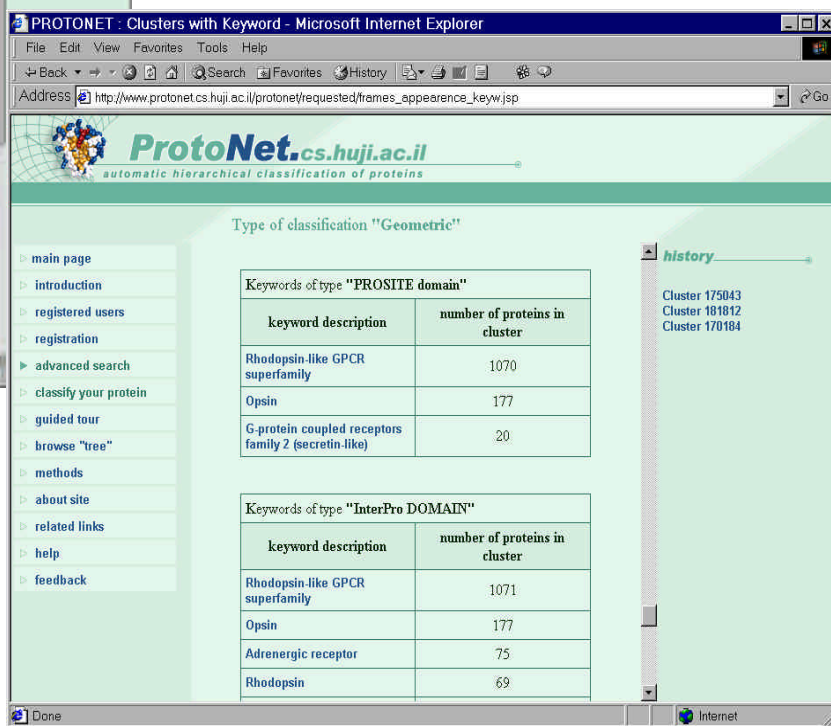 PROTONET : Clusters with Keyword - Microsoft Internet Explorer
File Edit View Favorites Tools Help
Back Search Favorites History
Address http://www.protonet.cs.huji.ac.il/protonet/requested/frames_appearence_keyw.jsp Go
ProtoNet.cs.huji.ac.il
automatic hierarchical classification of proteins
Type of classification "Geometric"
main page
introduction
registered users
registration
advanced search
classify your protein
guided tour
browse "tree"
methods
about site
related links
help
feedback
Keywords of type "PROSITE domain"
keyword description number of proteins in
cluster
Rhodopsin-like GPCR
superfamily 1070
Opsin 177
G-protein coupled receptors
family 2 (secretin-like) 20
Keywords of type "InterPro DOMAIN"
keyword description number of proteins in
cluster
Rhodopsin-like GPCR
superfamily 1071
Opsin 177
Adrenergic receptor 75
Rhodopsin 69
history
Cluster 175043
Cluster 181812
Cluster 170184
Done Internet